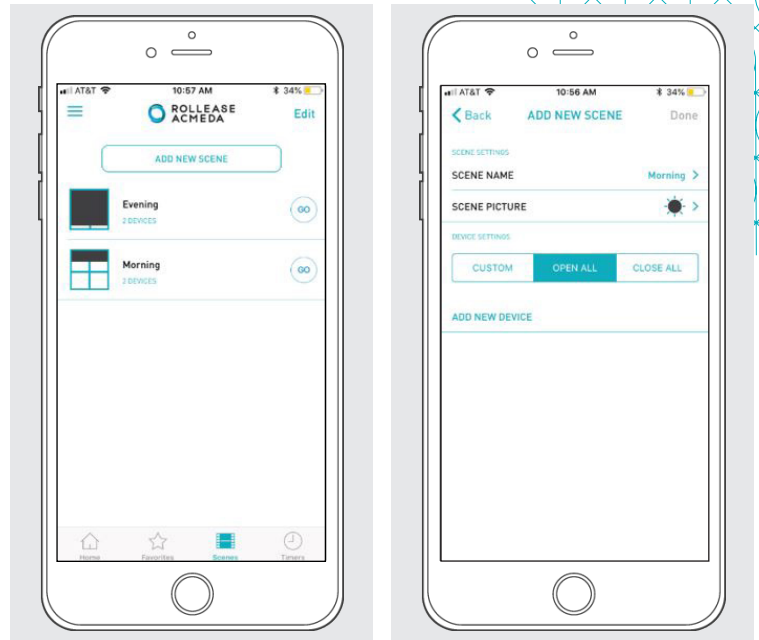 AT&T 10:57 AM 34%
ROLLEASE
ACMEDA
Edit
ADD NEW SCENE
Evening
2 DEVICES
GO
Morning
2 DEVICES
GO
Home Favorites Scenes Timers
AT&T 10:56 AM 34%
Back ADD NEW SCENE Done
SCENE SETTINGS
SCENE NAME Morning
SCENE PICTURE
DEVICE SETTINGS
CUSTOM OPEN ALL CLOSE ALL
ADD NEW DEVICE